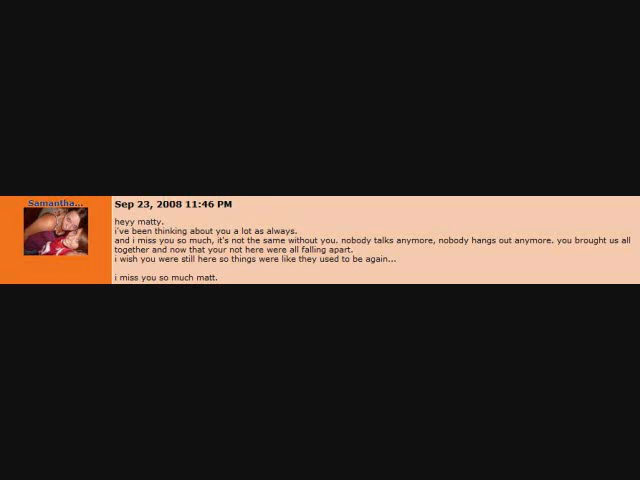 Samantha...
Sep 23, 2008 11:46 PM
heyy matty.
i've been thinking about you a lot as always.
and i miss you so much, it's not the same without you. nobody talks anymore, nobody hangs out anymore. you brought us all
together and now that your not here were all falling apart.
i wish you were still here so things were like they used to be again...
i miss you so much matt.